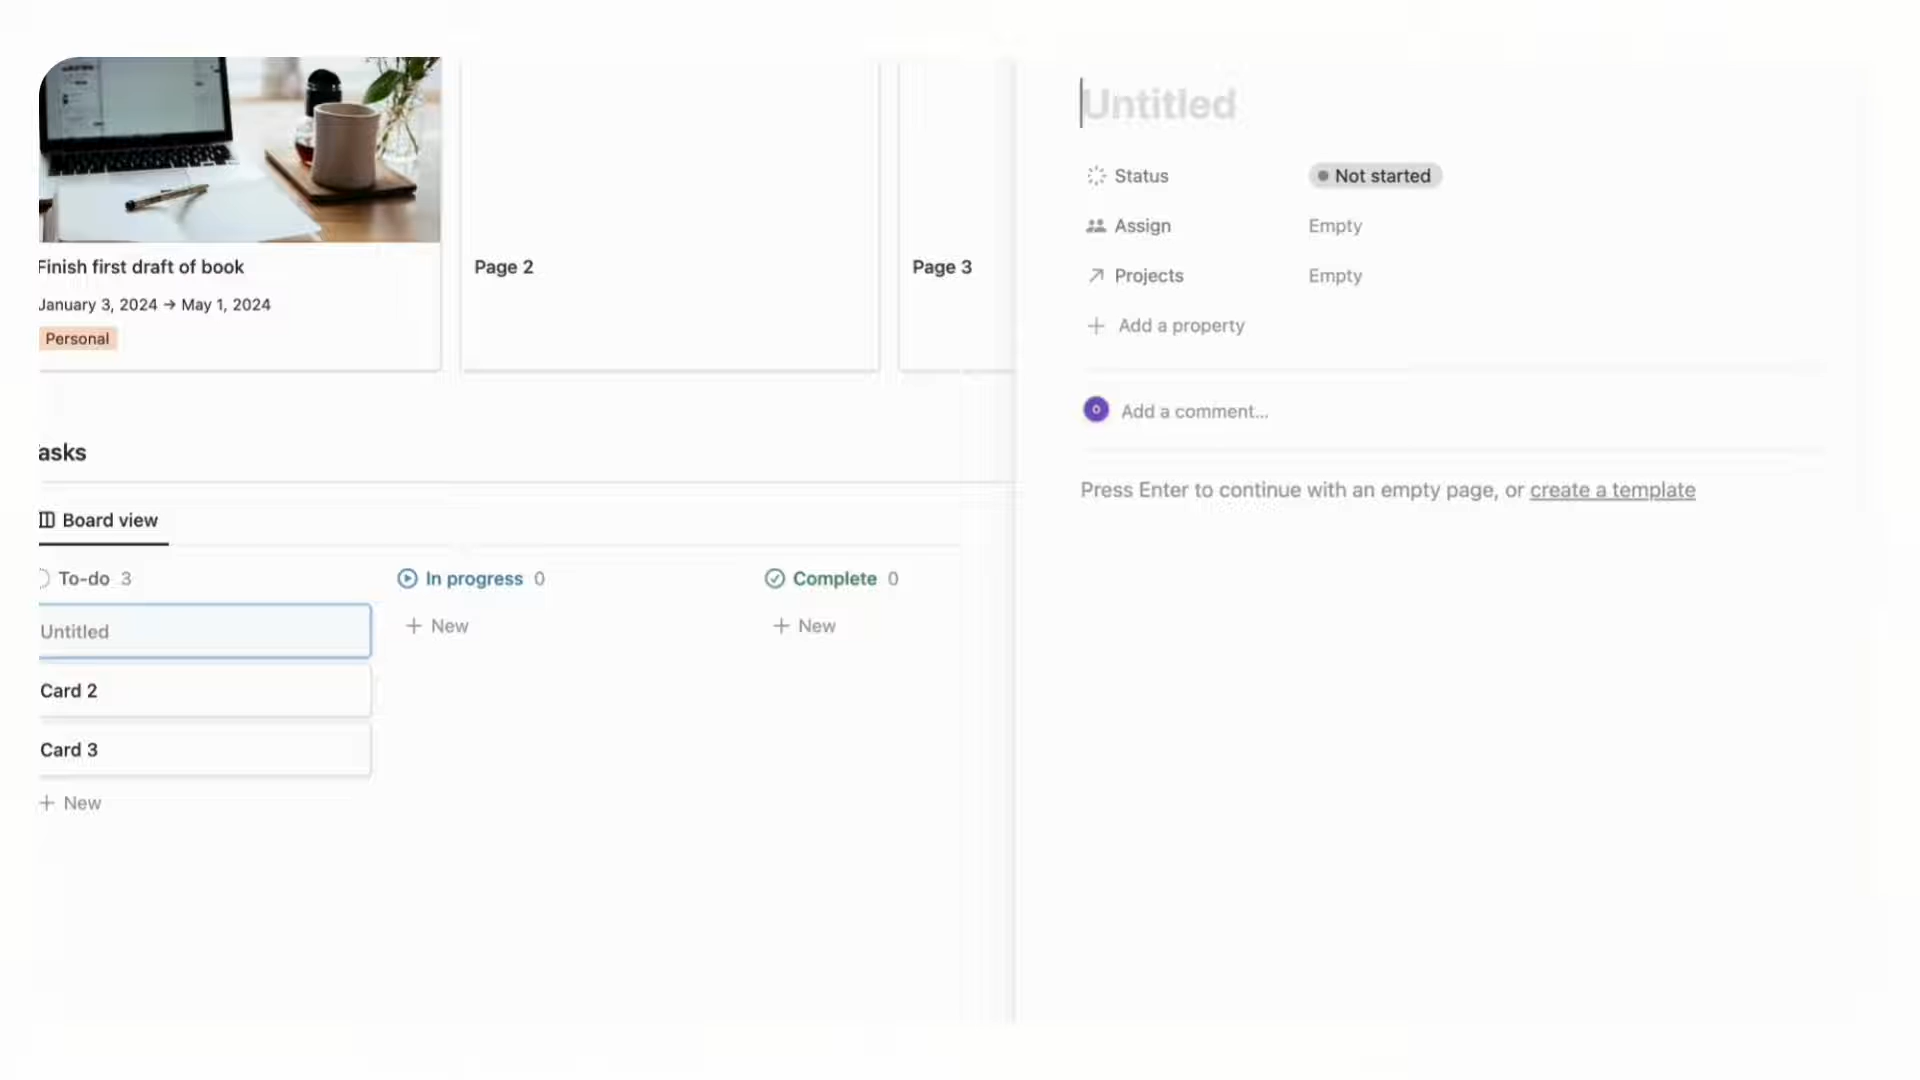 Finish first draft of book
January 3, 2024 → May 1, 2024
Personal
Page 2
Page 3
asks
Board view
To-do 3
Untitled
Card 2
Card 3
+ New
In progress 0
+ New
Complete 0
+ New
Untitled
Status Not started
Assign Empty
Projects Empty
+ Add a property
O Add a comment...
Press Enter to continue with an empty page, or create a template